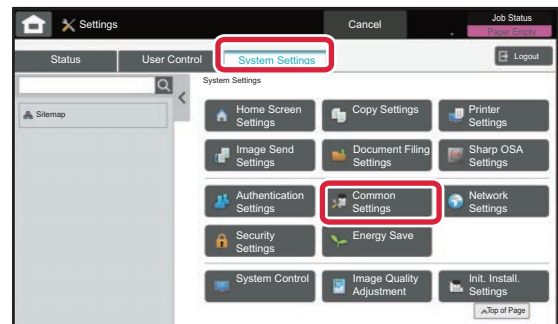 Settings
Cancel
Job Status
Paper Empty
Status
User Control
System Settings
Logout
System Settings
Sitemap
Home Screen
Settings
Copy Settings
Printer
Settings
Image Send
Settings
Document Filing
Settings
Sharp OSA
Settings
Authentication
Settings
Common
Settings
Network
Settings
Security
Settings
Energy Save
System Control
Image Quality
Adjustment
Init. Install.
Settings
Top of Page